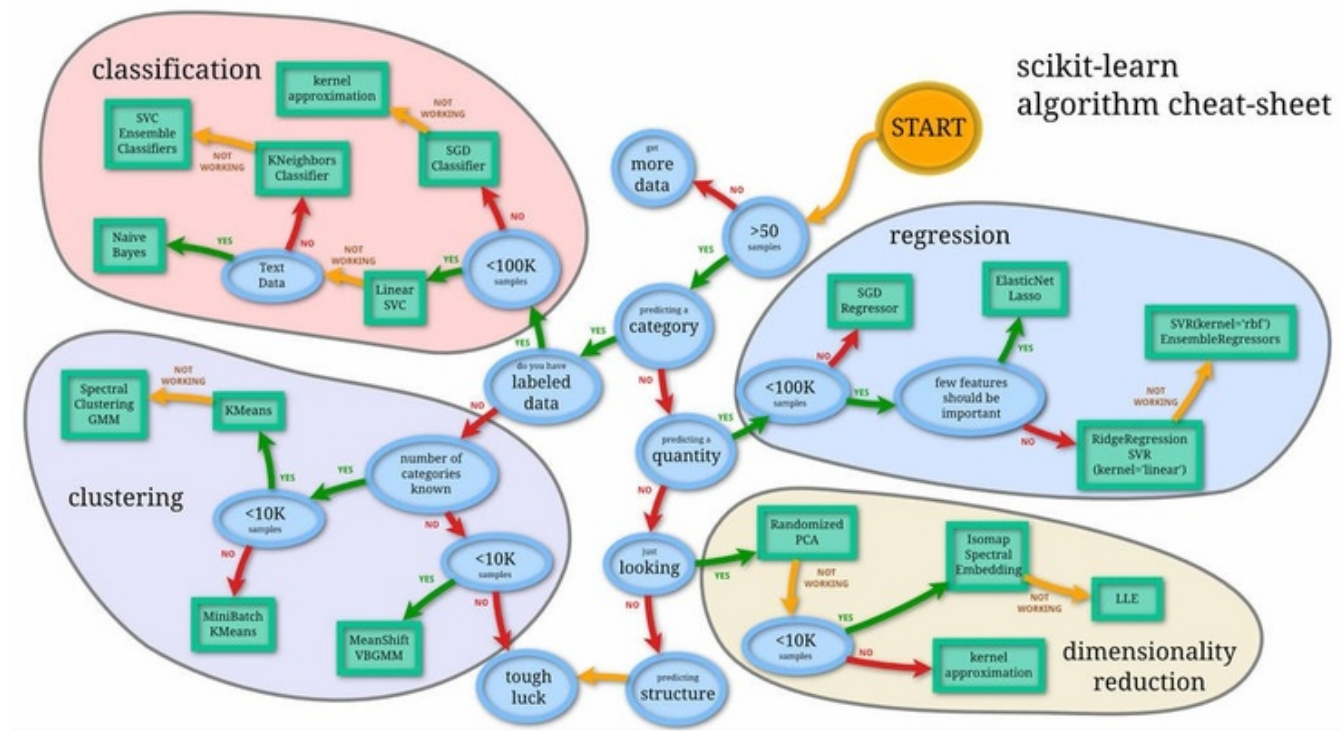 scikit-learn
algorithm cheat-sheet
START
>50
samples
NO
get
more
data
YES
predicting a
category
YES
do you have
labeled
data
YES
NO
NO
classification
kernel
approximation
NOT
WORKING
SGD
Classifier
NO
<100K
samples
YES
Linear
SVC
NOT
WORKING
Text
Data
NO
KNeighbors
Classifier
NOT
WORKING
SVC
Ensemble
Classifiers
YES
Naive
Bayes
clustering
number of
categories
known
YES
<10K
samples
YES
KMeans
NOT
WORKING
Spectral
Clustering
GMM
NO
MiniBatch
KMeans
NO
<10K
samples
YES
MeanShift
VBGMM
NO
tough
luck
predicting a
quantity
YES
NO
regression
<100K
samples
NO
SGD
Regressor
YES
few features
should be
important
YES
ElasticNet
Lasso
NO
RidgeRegression
SVR
(kernel='linear')
NOT
WORKING
SVR(kernel='rbf')
EnsembleRegressors
just
looking
YES
NO
predicting
structure
dimensionality
reduction
Randomized
PCA
NOT
WORKING
<10K
samples
YES
Isomap
Spectral
Embedding
NOT
WORKING
LLE
NO
kernel
approximation